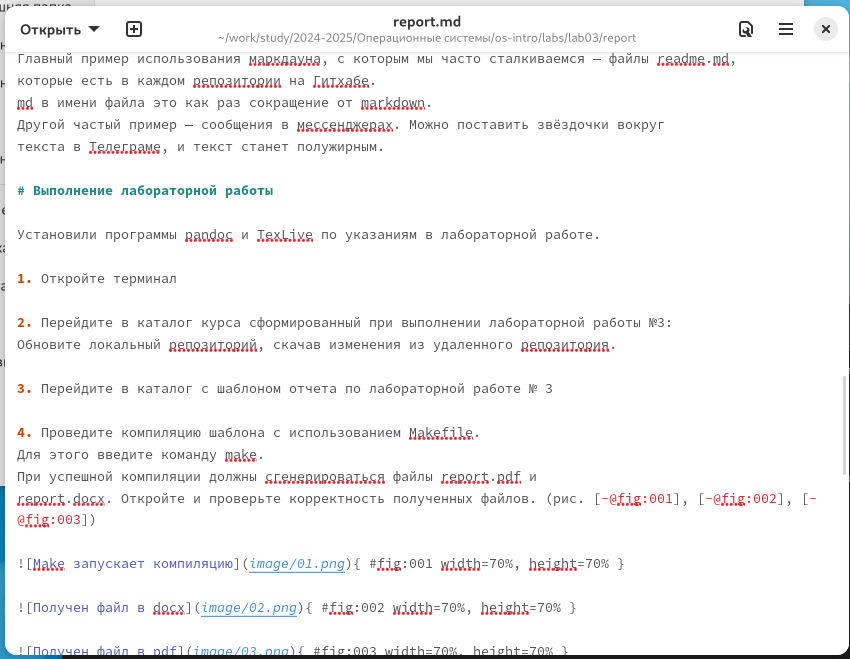 Открыть
report.md
~/work/study/2024-2025/Операционные системы/os-intro/labs/lab03/report
Главный пример использования маркдауна, с которым мы часто сталкиваемся — файлы readme.md,
которые есть в каждом репозитории на Гитхабе.
md в имени файла это как раз сокращение от markdown.
Другой частый пример — сообщения в мессенджерах. Можно поставить звёздочки вокруг
текста в Телеграме, и текст станет полужирным.
# Выполнение лабораторной работы
Установили программы pandoc и TexLive по указаниям в лабораторной работе.
1. Откройте терминал
2. Перейдите в каталог курса сформированный при выполнении лабораторной работы №3:
Обновите локальный репозиторий, скачав изменения из удаленного репозитория.
3. Перейдите в каталог с шаблоном отчета по лабораторной работе № 3
4. Проведите компиляцию шаблона с использованием Makefile.
Для этого введите команду make.
При успешной компиляции должны сгенерироваться файлы report.pdf и
report.docx. Откройте и проверьте корректность полученных файлов. (рис. [-@fig:001], [-@fig:002], [-
@fig:003])
![Make запускает компиляцию](image/01.png){ #fig:001 width=70%, height=70% }
![Получен файл в docx](image/02.png){ #fig:002 width=70%, height=70% }
![Получен файл в pdf](image/03.png){ #fig:003 width=70%, height=70% }